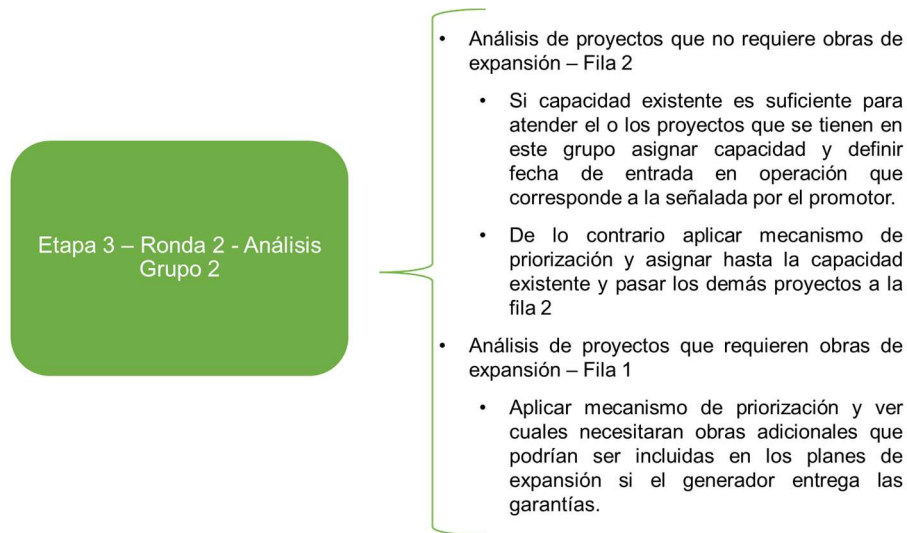 Etapa 3 – Ronda 2 - Análisis
Grupo 2
• Análisis de proyectos que no requiere obras de
expansión – Fila 2
• Si capacidad existente es suficiente para
atender el o los proyectos que se tienen en
este grupo asignar capacidad y definir
fecha de entrada en operación que
corresponde a la señalada por el promotor.
• De lo contrario aplicar mecanismo de
priorización y asignar hasta la capacidad
existente y pasar los demás proyectos a la
fila 2
• Análisis de proyectos que requieren obras de
expansión – Fila 1
• Aplicar mecanismo de priorización y ver
cuales necesitaran obras adicionales que
podrían ser incluidas en los planes de
expansión si el generador entrega las
garantías.